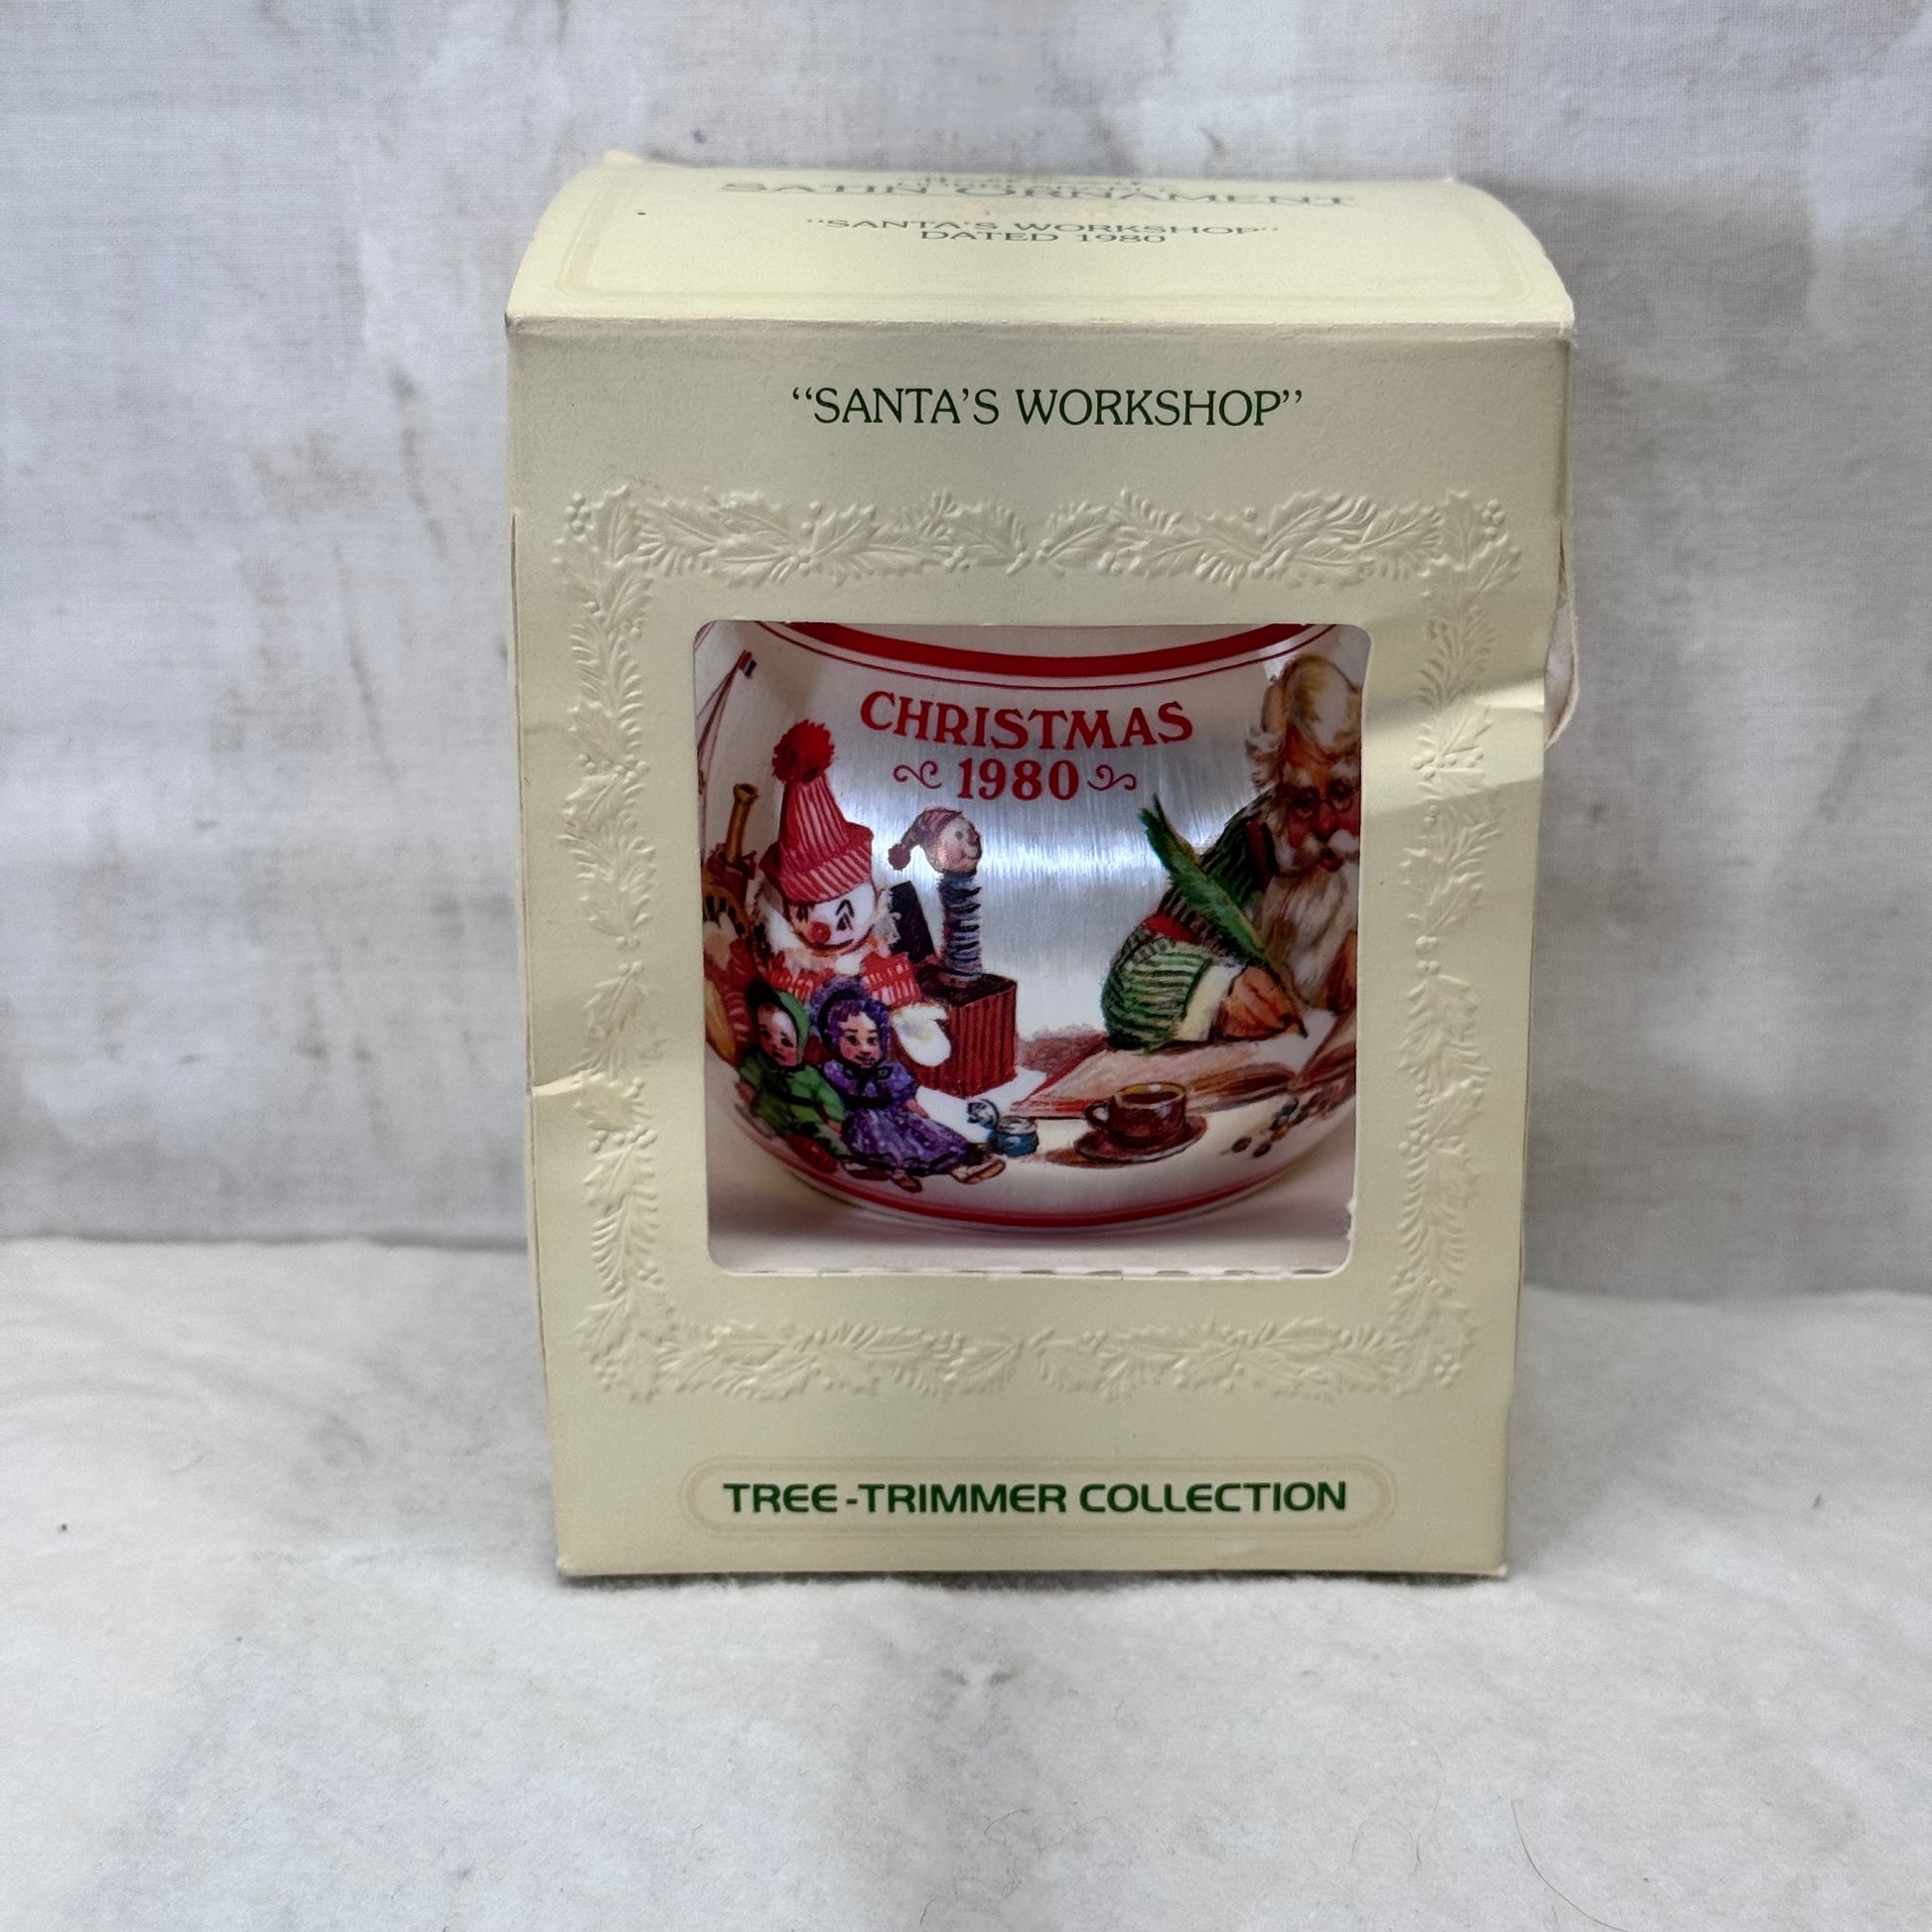 SATIN ORNAMENT
"SANTA'S WORKSHOP"
DATED 1980
“SANTA’S WORKSHOP”
CHRISTMAS
1980
TREE-TRIMMER COLLECTION